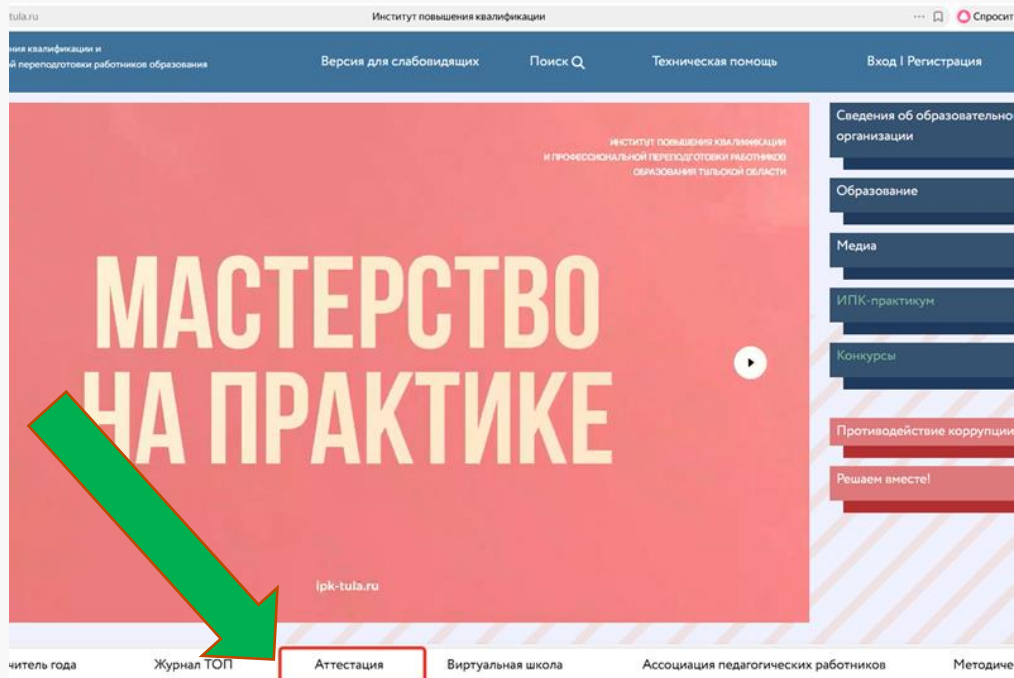 tula.ru
Институт повышения квалификации
Спросит
ния квалификации и
й переподготовки работников образования
Версия для слабовидящих
Поиск
Техническая помощь
Вход I Регистрация
ИНСТИТУТ ПОВЫШЕНИЯ КВАЛИФИКАЦИИ
И ПРОФЕССИОНАЛЬНОЙ ПЕРЕПОДГОТОВКИ РАБОТНИКОВ
ОБРАЗОВАНИЯ ТУЛЬСКОЙ ОБЛАСТИ
МАСТЕРСТВО
НА ПРАКТИКЕ
ipk-tula.ru
Сведения об образовательно
организации
Образование
Медиа
ИПК-практикум
Конкурсы
Противодействие коррупции
Решаем вместе!
читель года
Журнал ТОП
Аттестация
Виртуальная школа
Ассоциация педагогических работников
Методиче